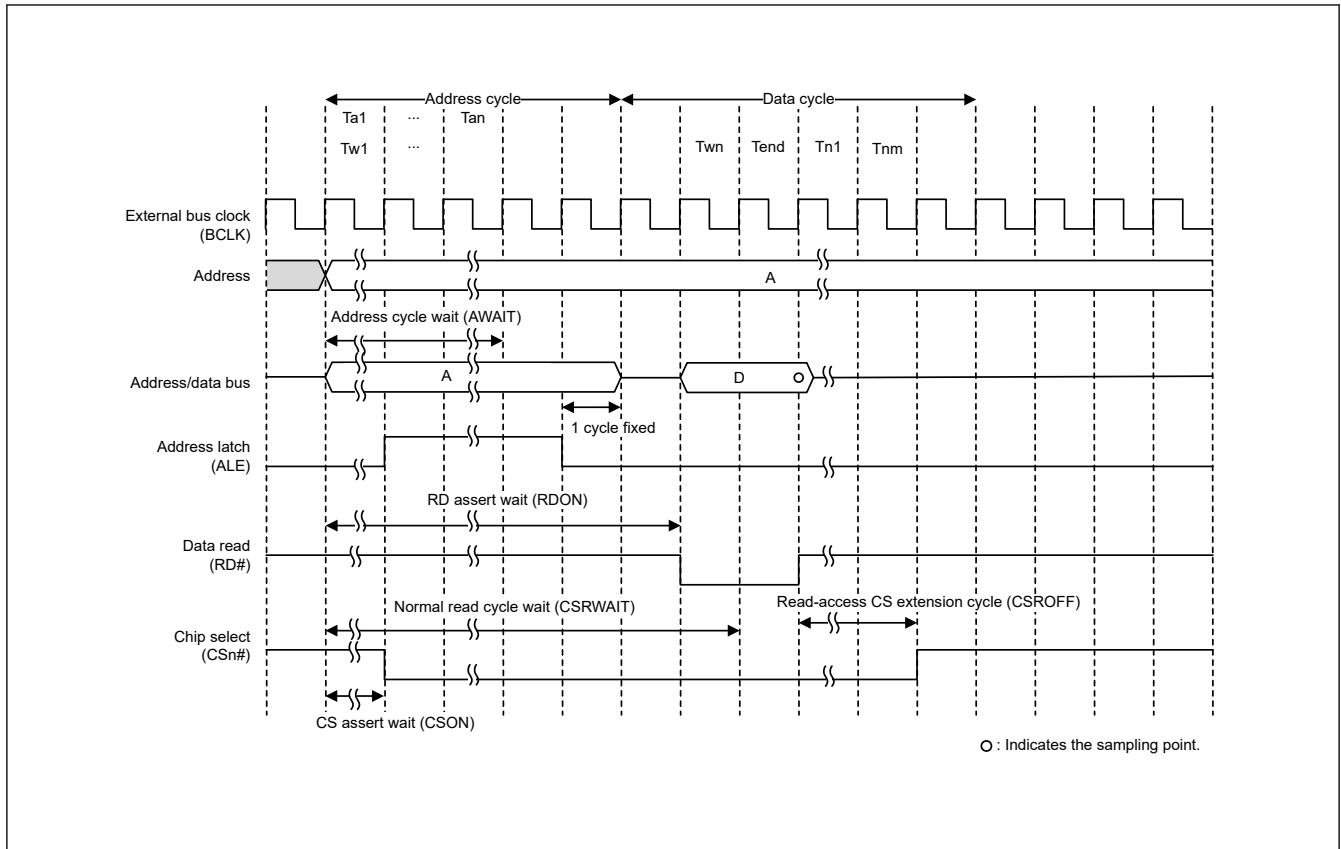 Address cycle Data cycle
Ta1 ... Tan
Tw1 ... Twn Tend Tn1 Tnm
External bus clock
(BCLK)
Address
A
Address cycle wait (AWAIT)
Address/data bus
A D
1 cycle fixed
Address latch
(ALE)
RD assert wait (RDON)
Data read
(RD#)
Normal read cycle wait (CSRWAIT) Read-access CS extension cycle (CSROFF)
Chip select
(CSn#)
CS assert wait (CSON)
: Indicates the sampling point.